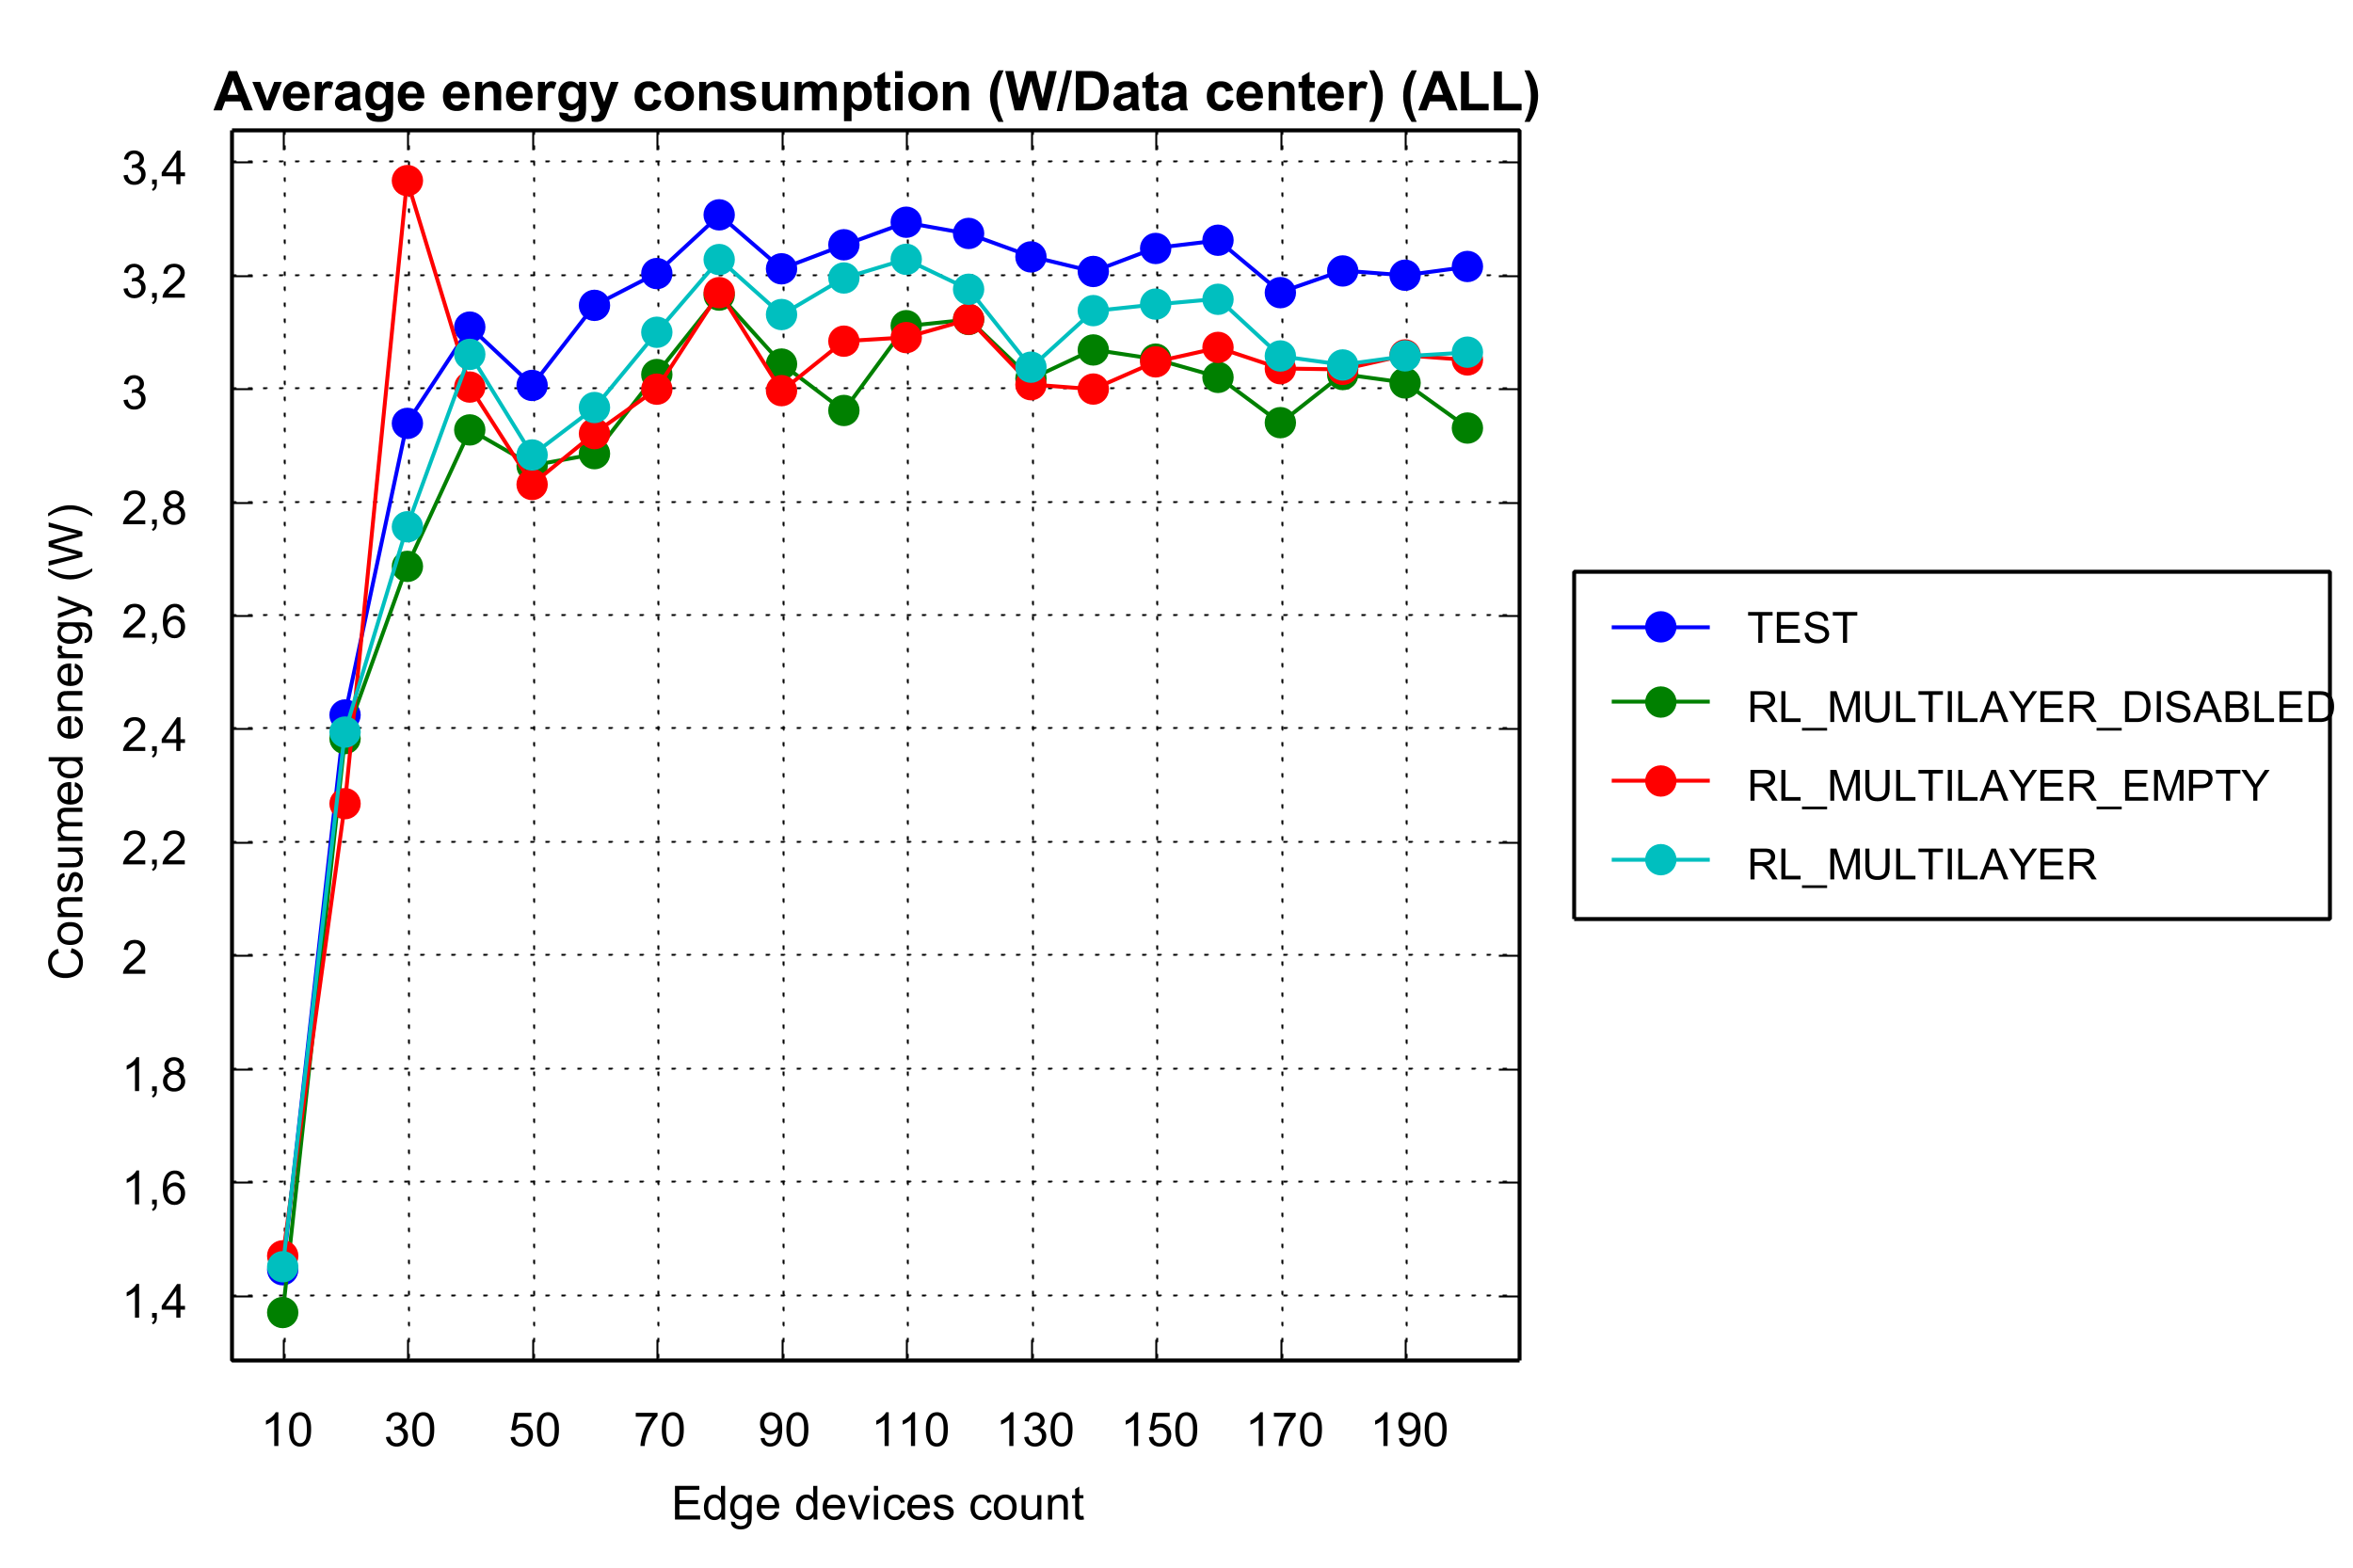 Average energy consumption (W/Data center) (ALL)
3,4
3,2
3
2,8
2,6
2,4
2,2
2
1,8
1,6
1,4
Consumed energy (W)
10 30 50 70 90 110 130 150 170 190
Edge devices count
TEST
RL_MULTILAYER_DISABLED
RL_MULTILAYER_EMPTY
RL_MULTILAYER